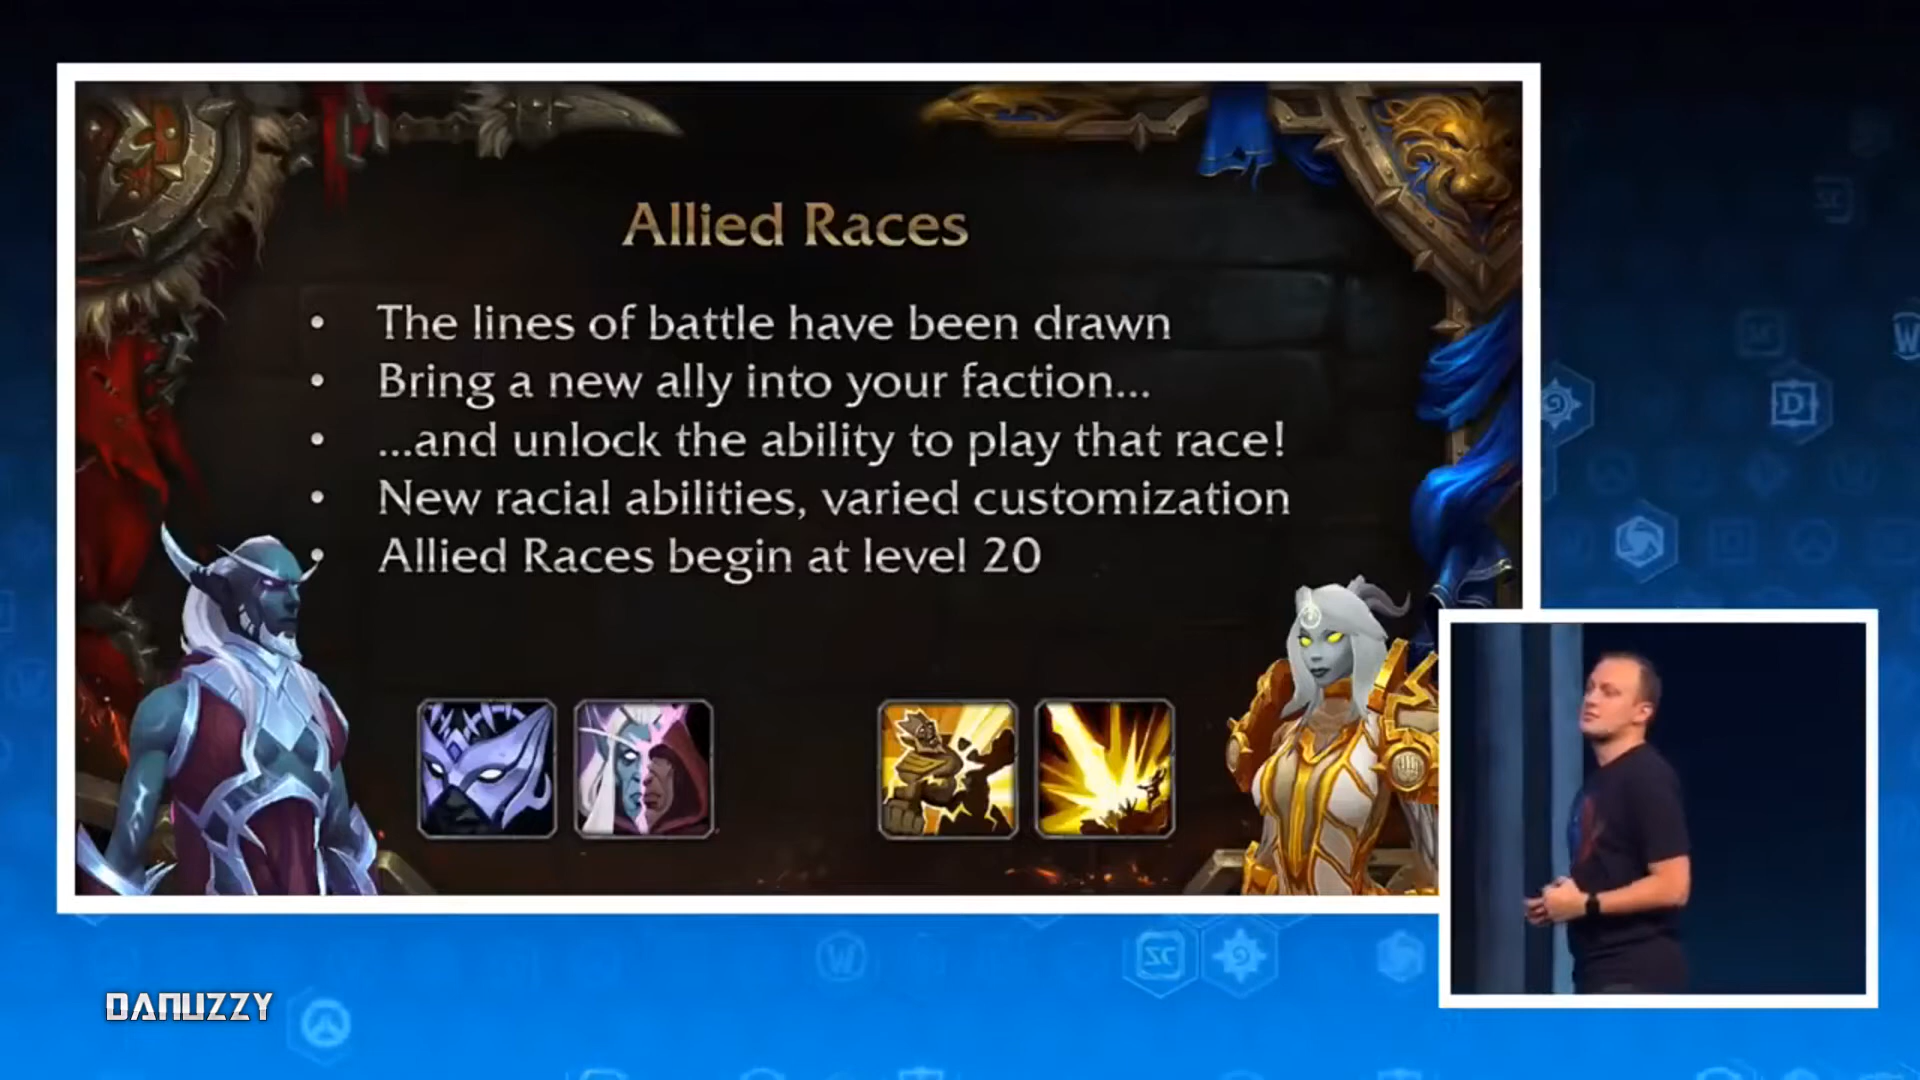 Allied Races
• The lines of battle have been drawn
• Bring a new ally into your faction...
• ...and unlock the ability to play that race!
• New racial abilities, varied customization
• Allied Races begin at level 20
DANUZZY